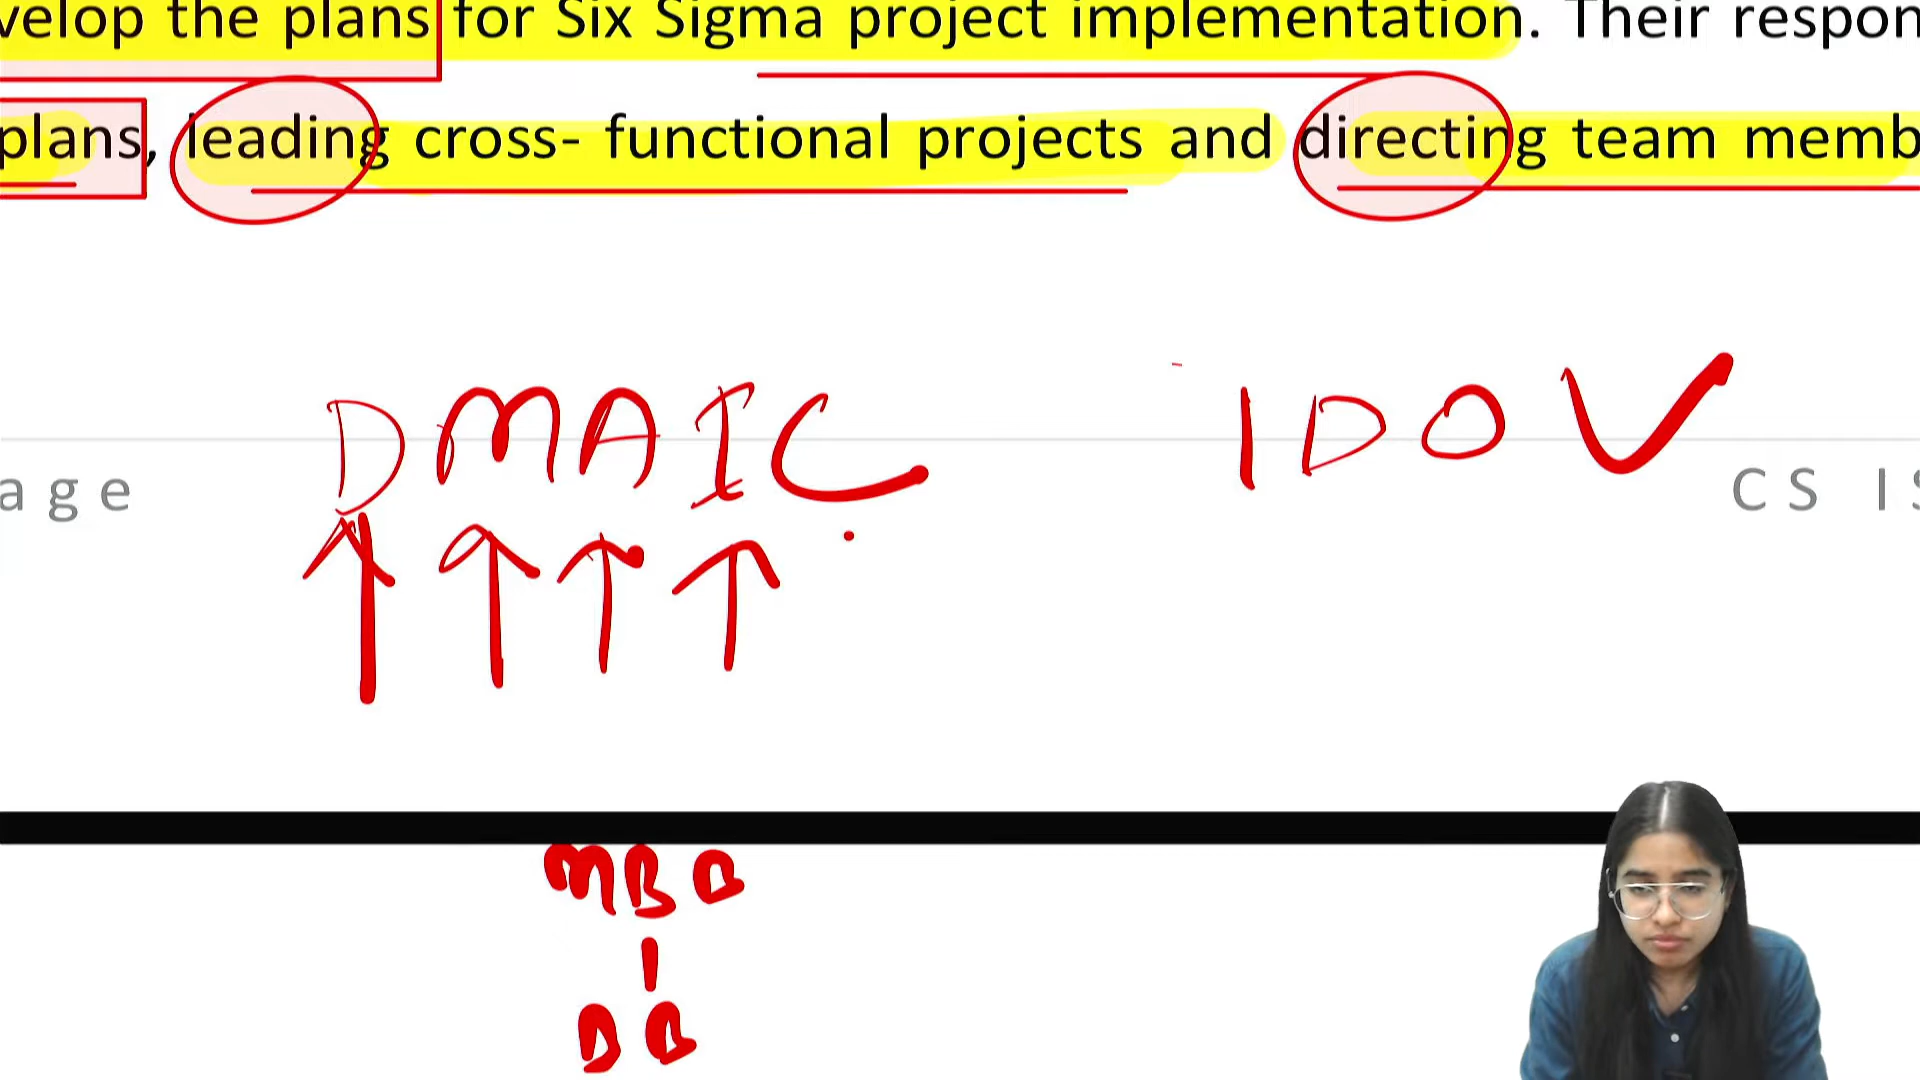 velop the plans for Six Sigma project implementation. Their respon
plans, leading cross- functional projects and directing team memb
DMAIC IDOV
age CS IS
MBB
BB